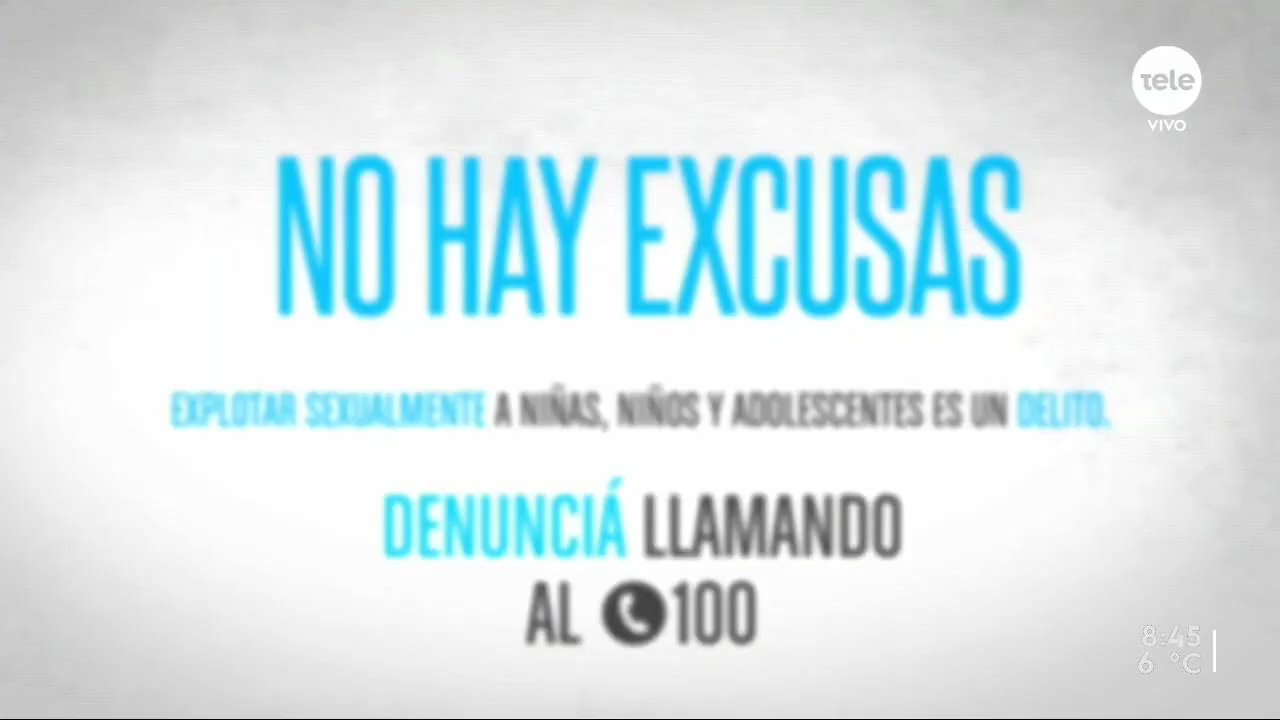 tele
VIVO
NO HAY EXCUSAS
EXPLOTAR SEXUALMENTE A NIÑAS, NIÑOS Y ADOLESCENTES ES UN DELITO.
DENUNCIÁ LLAMANDO
AL 100
8:45
6 °C